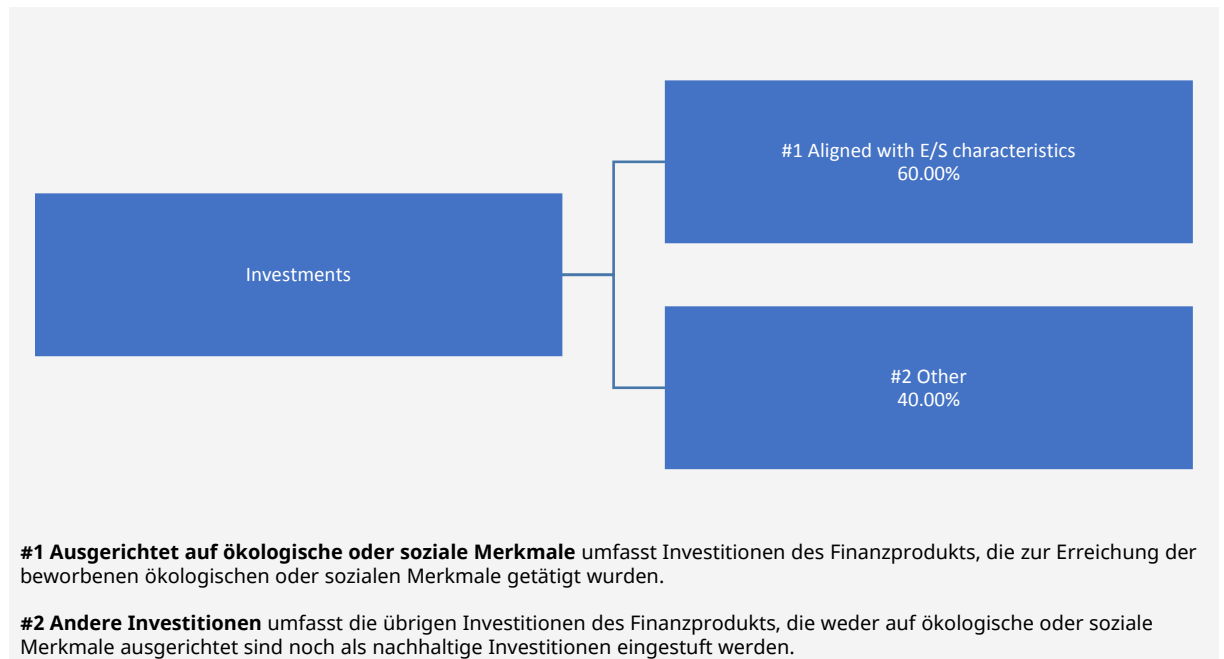 #1 Aligned with E/S characteristics
60.00%
Investments
#2 Other
40.00%
#1 Ausgerichtet auf ökologische oder soziale Merkmale umfasst Investitionen des Finanzprodukts, die zur Erreichung der
beworbenen ökologischen oder sozialen Merkmale getätigt wurden.
#2 Andere Investitionen umfasst die übrigen Investitionen des Finanzprodukts, die weder auf ökologische oder soziale
Merkmale ausgerichtet sind noch als nachhaltige Investitionen eingestuft werden.